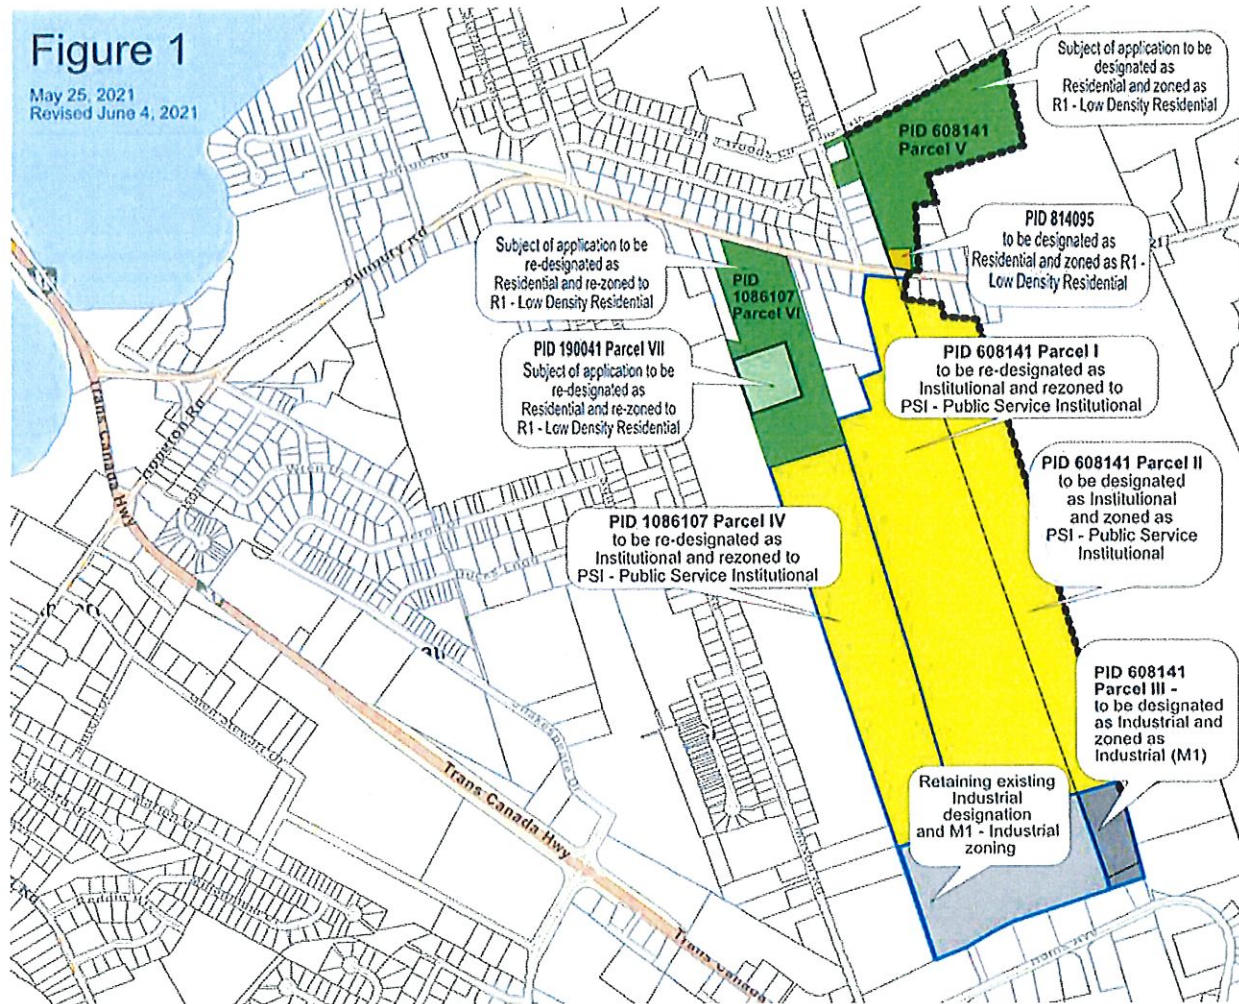 Figure 1
May 25, 2021
Revised June 4, 2021
Subject of application to be
designated as
Residential and zoned as
R1 - Low Density Residential
PID 608141
Parcel V
PID 814095
to be designated as
Residential and zoned as R1 -
Low Density Residential
Subject of application to be
re-designated as
Residential and re-zoned to
R1 - Low Density Residential
PID
1086107
Parcel VI
PID 190041 Parcel VII
Subject of application to be
re-designated as
Residential and re-zoned to
R1 - Low Density Residential
PID 608141 Parcel I
to be re-designated as
Institutional and rezoned to
PSI - Public Service Institutional
PID 608141 Parcel II
to be designated
as Institutional
and zoned as
PSI - Public Service
Institutional
PID 1086107 Parcel IV
to be re-designated as
Institutional and rezoned to
PSI - Public Service Institutional
PID 608141
Parcel III -
to be designated
as Industrial and
zoned as
Industrial (M1)
Retaining existing
Industrial
designation
and M1 - Industrial
zoning
Trans Canada Hwy
Trans Canada Hwy
Trans Canada